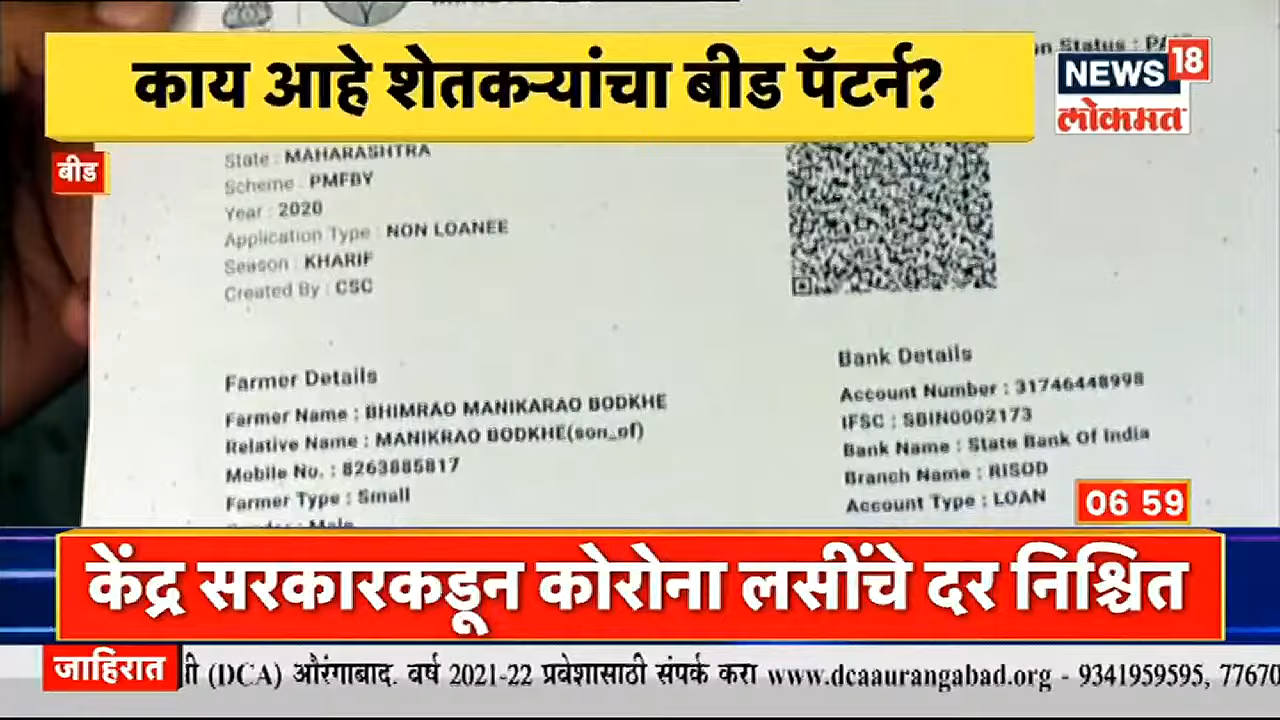 काय आहे शेतकऱ्यांचा बीड पॅटर्न?
on Status : PAID
NEWS 18
लोकमत
बीड
State : MAHARASHTRA
Scheme : PMFBY
Year : 2020
Application Type : NON LOANEE
Season : KHARIF
Created By : CSC
Farmer Details
Farmer Name : BHIMRAO MANIKARAO BODKHE
Relative Name : MANIKRAO BODKHE(son_of)
Mobile No. : 8263885817
Farmer Type : Small
Bank Details
Account Number : 31746448998
IFSC : SBIN0002173
Bank Name : State Bank Of India
Branch Name : RISOD
Account Type : LOAN
06 59
केंद्र सरकारकडून कोरोना लसींचे दर निश्चित
जाहिरात
(DCA) औरंगाबाद. वर्ष 2021-22 प्रवेशासाठी संपर्क करा www.dcaaurangabad.org - 9341959595, 77670